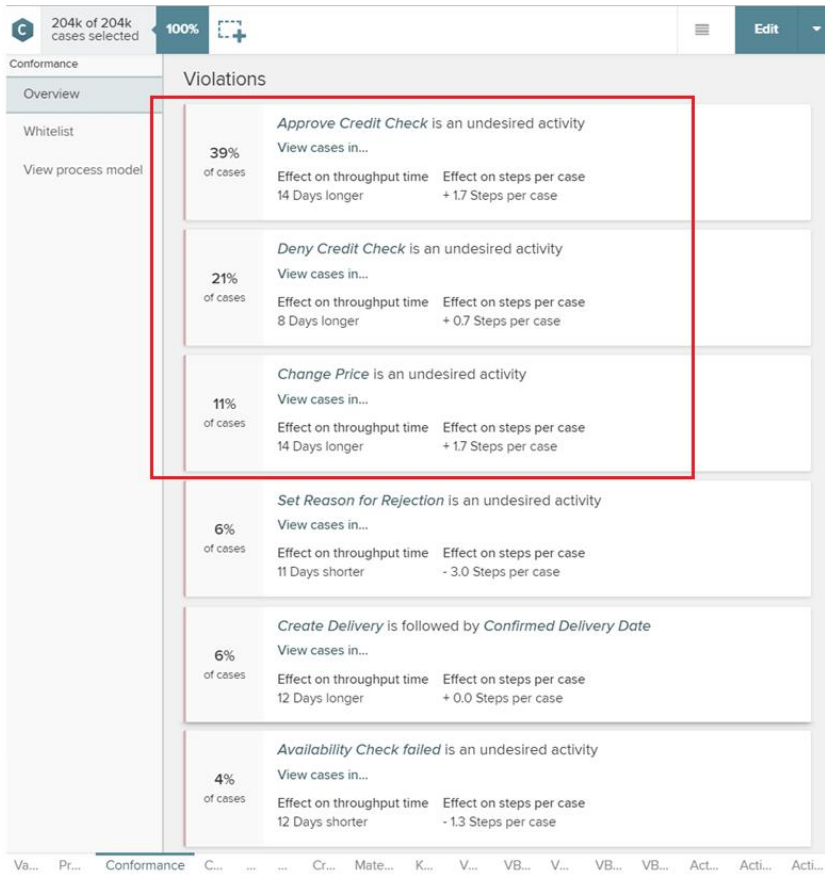 C
204k of 204k
cases selected
100%
Edit
Conformance
Overview
Whitelist
View process model
Violations
39%
of cases
Approve Credit Check is an undesired activity
View cases in...
Effect on throughput time Effect on steps per case
14 Days longer + 1.7 Steps per case
21%
of cases
Deny Credit Check is an undesired activity
View cases in...
Effect on throughput time Effect on steps per case
8 Days longer + 0.7 Steps per case
11%
of cases
Change Price is an undesired activity
View cases in...
Effect on throughput time Effect on steps per case
14 Days longer + 1.7 Steps per case
6%
of cases
Set Reason for Rejection is an undesired activity
View cases in...
Effect on throughput time Effect on steps per case
11 Days shorter - 3.0 Steps per case
6%
of cases
Create Delivery is followed by Confirmed Delivery Date
View cases in...
Effect on throughput time Effect on steps per case
12 Days longer + 0.0 Steps per case
4%
of cases
Availability Check failed is an undesired activity
View cases in...
Effect on throughput time Effect on steps per case
12 Days shorter - 1.3 Steps per case
Va... Pr... Conformance C... ... ... Cr... Mate... K... V... VB... V... VB... VB... Act... Acti... Acti...